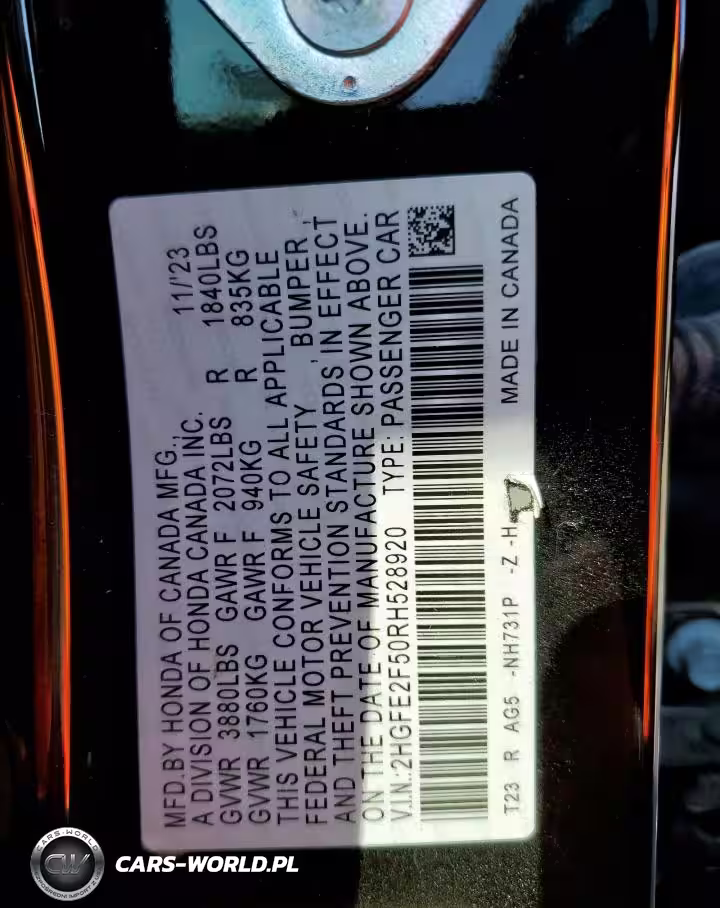 MFD.BY HONDA OF CANADA MFG.,
A DIVISION OF HONDA CANADA INC. 11/'23
GVWR 3880LBS GAWR F 2072LBS R 1840LBS
GVWR 1760KG GAWR F 940KG R 835KG
THIS VEHICLE CONFORMS TO ALL APPLICABLE
FEDERAL MOTOR VEHICLE SAFETY, BUMPER,
AND THEFT PREVENTION STANDARDS IN EFFECT
ON THE DATE OF MANUFACTURE SHOWN ABOVE.
V.I.N.:2HGFE2F50RH528920 TYPE: PASSENGER CAR
MADE IN CANADA
T23 R AG5 -NH731P -Z -H
CARS-WORLD.PL
CARS-WORLD
CW